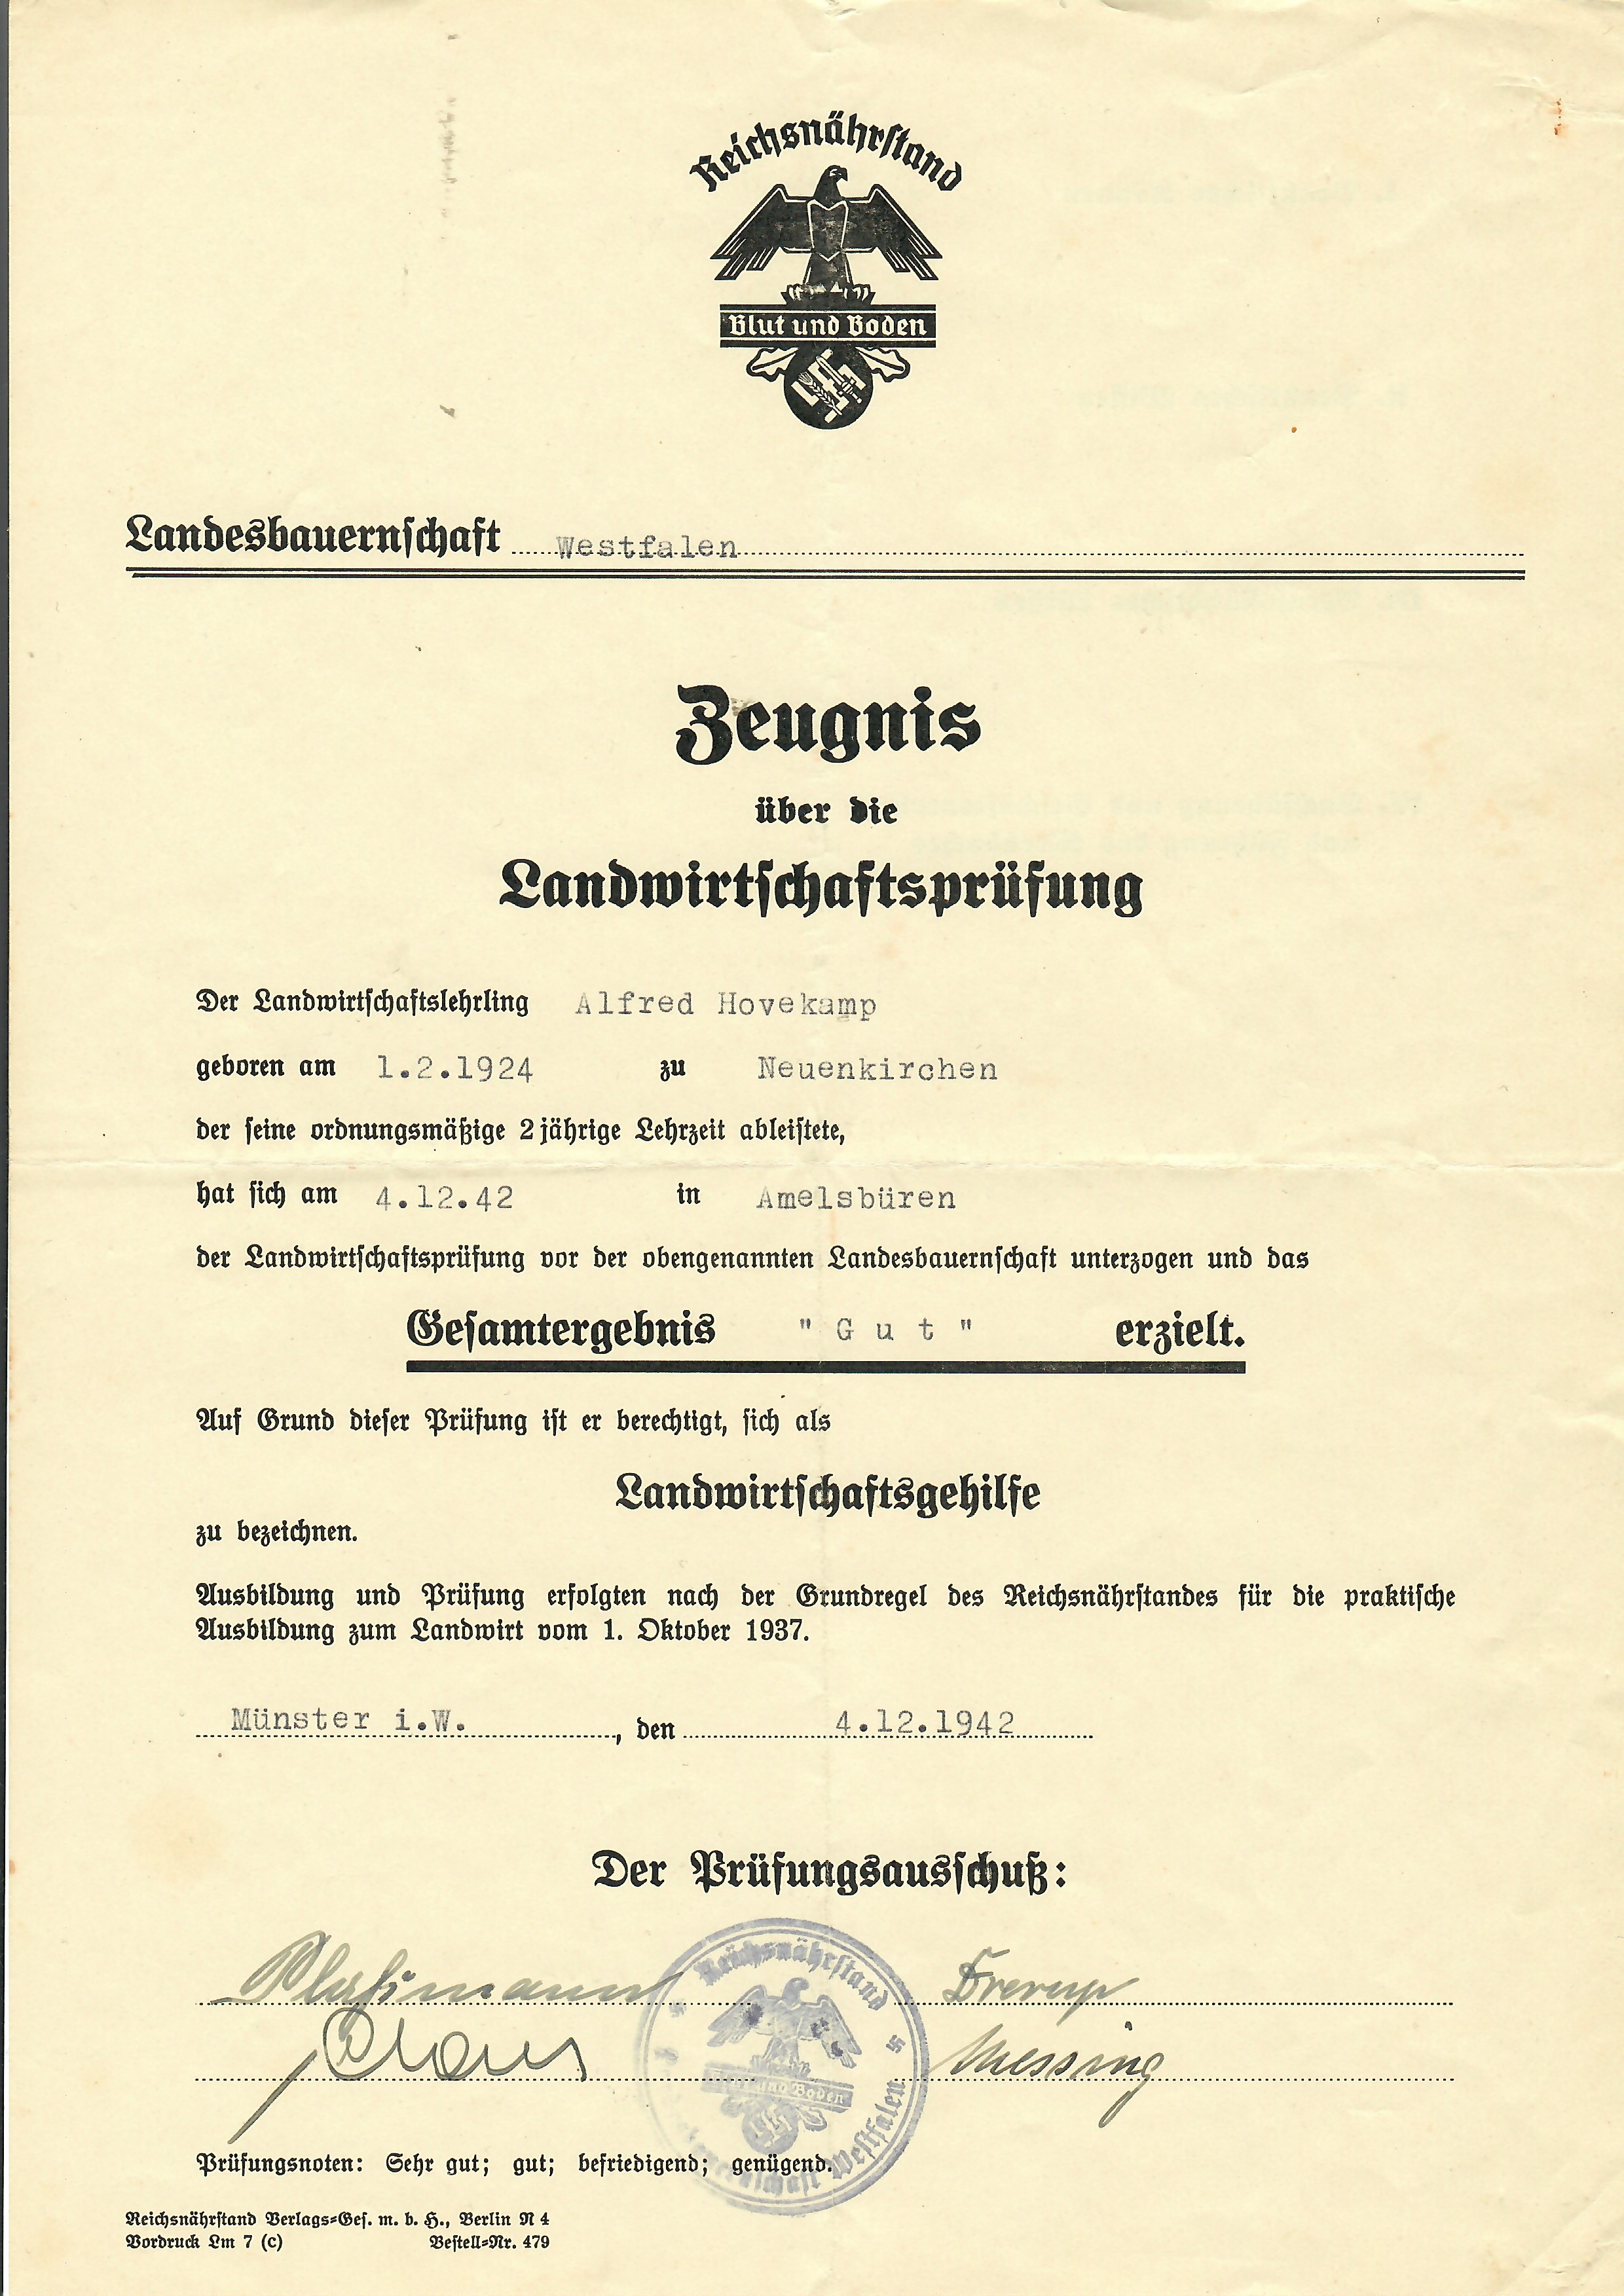 Reichsnährstand
Blut und Boden
Landesbauernschaft Westfalen
Zeugnis
über die
Landwirtschaftsprüfung
Der Landwirtschaftslehrling Alfred Hovekamp
geboren am 1.2.1924 zu Neuenkirchen
der seine ordnungsmäßige 2jährige Lehrzeit ableistete,
hat sich am 4.12.42 in Amelsbüren
der Landwirtschaftsprüfung vor der obengenannten Landesbauernschaft unterzogen und das
Gesamtergebnis "Gut" erzielt.
Auf Grund dieser Prüfung ist er berechtigt, sich als
Landwirtschaftsgehilfe
zu bezeichnen.
Ausbildung und Prüfung erfolgten nach der Grundregel des Reichsnährstandes für die praktische
Ausbildung zum Landwirt vom 1. Oktober 1937.
Münster i.W. , den 4.12.1942
Der Prüfungsausschuß:
Reichsnährstand
Drerup
Messing
und Boden
Westfalen
Prüfungsnoten: Sehr gut; gut; befriedigend; genügend.
Reichsnährstand Verlags-Ges. m. b. H., Berlin N 4
Vordruck Lm 7 (c) Bestell-Nr. 479